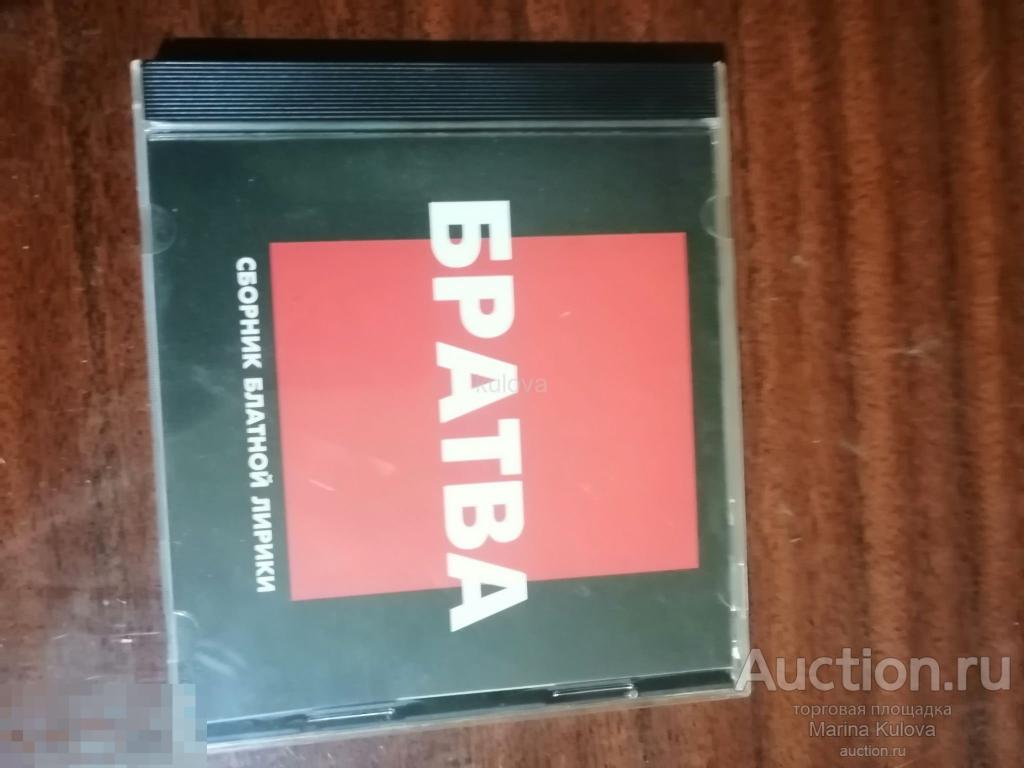 БРАТВА
СБОРНИК БЛАТНОЙ ЛИРИКИ
kulova
Auction.ru
торговая площадка
Marina Kulova
auction.ru